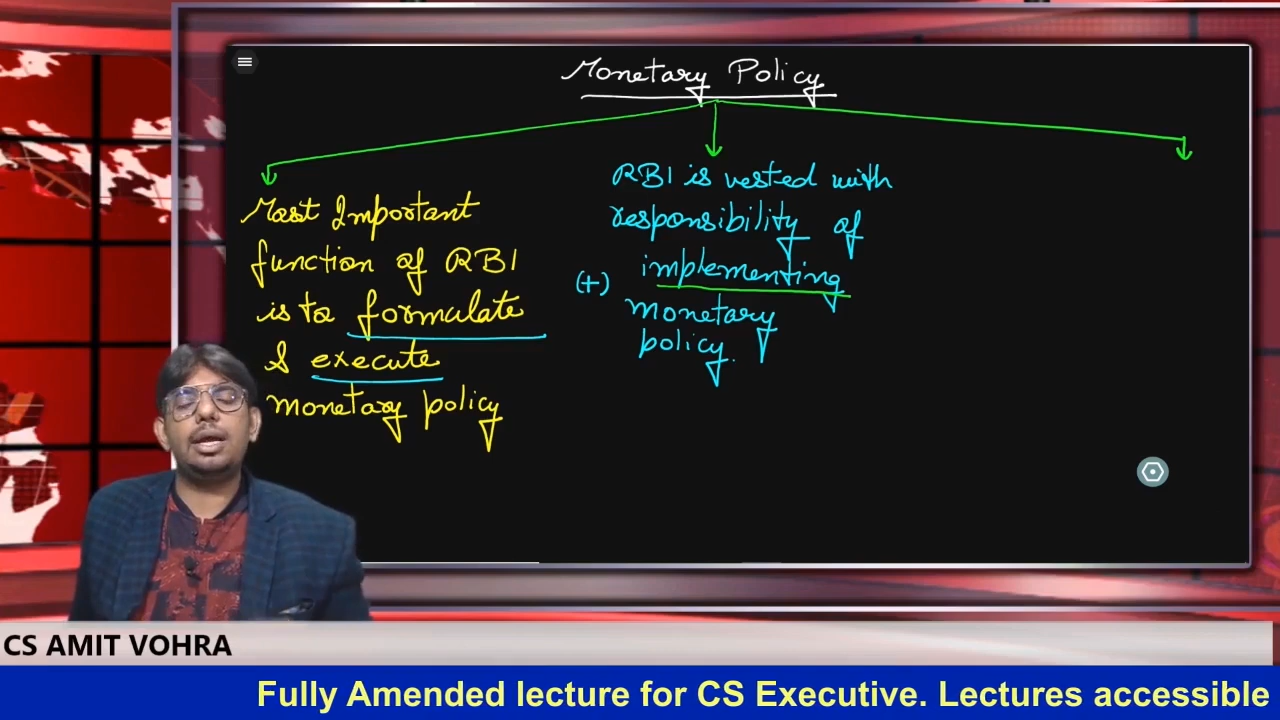 Monetary Policy
Most Important
function of RBI
is to formulate
& execute
monetary policy
RBI is vested with
responsibility of
(+) implementing
monetary
policy.
CS AMIT VOHRA
Fully Amended lecture for CS Executive. Lectures accessible